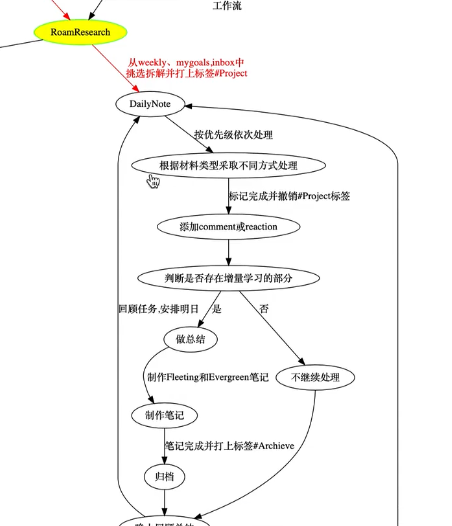 工作流
RoamResearch
从weekly、mygoals,inbox中
挑选拆解并打上标签#Project
DailyNote
按优先级依次处理
根据材料类型采取不同方式处理
标记完成并撤销#Project标签
添加comment或reaction
判断是否存在增量学习的部分
回顾任务,安排明日
是
否
做总结
不继续处理
制作Fleeting和Evergreen笔记
制作笔记
笔记完成并打上标签#Archieve
归档